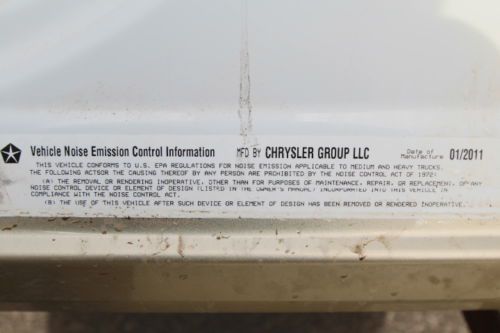 Vehicle Noise Emission Control Information MFD BY CHRYSLER GROUP LLC Date of Manufacture 01/2011
THIS VEHICLE CONFORMS TO U.S. EPA REGULATIONS FOR NOISE EMISSION APPLICABLE TO MEDIUM AND HEAVY TRUCKS.
THE FOLLOWING ACTSOR THE CAUSING THEREOF BY ANY PERSON ARE PROHIBITED BY THE NOISE CONTROL ACT OF 1972:
(A) THE REMOVAL, OR RENDERING INOPERATIVE, OTHER THAN FOR PURPOSES OF MAINTENANCE, REPAIR, OR REPLACEMENT, OF ANY
NOISE CONTROL DEVICE OR ELEMENT OF DESIGN (LISTED IN THE OWNER'S MANUAL) INCORPORATED INTO THIS VEHICLE IN
COMPLIANCE WITH THE NOISE CONTROL ACT.
(B) THE USE OF THIS VEHICLE AFTER SUCH DEVICE OR ELEMENT OF DESIGN HAS BEEN REMOVED OR RENDERED INOPERATIVE.